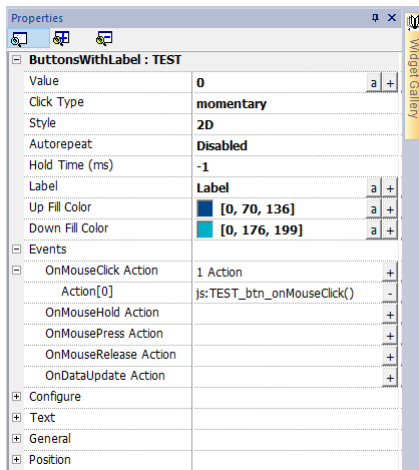 Properties
ButtonsWithLabel : TEST
Value 0 a +
Click Type momentary
Style 2D
Autorepeat Disabled
Hold Time (ms) -1
Label Label a +
Up Fill Color [0, 70, 136] a +
Down Fill Color [0, 176, 199] a +
Events
OnMouseClick Action 1 Action +
Action[0] js:TEST_btn_onMouseClick() -
OnMouseHold Action +
OnMousePress Action +
OnMouseRelease Action +
OnDataUpdate Action +
Configure
Text
General
Position
Widget Gallery